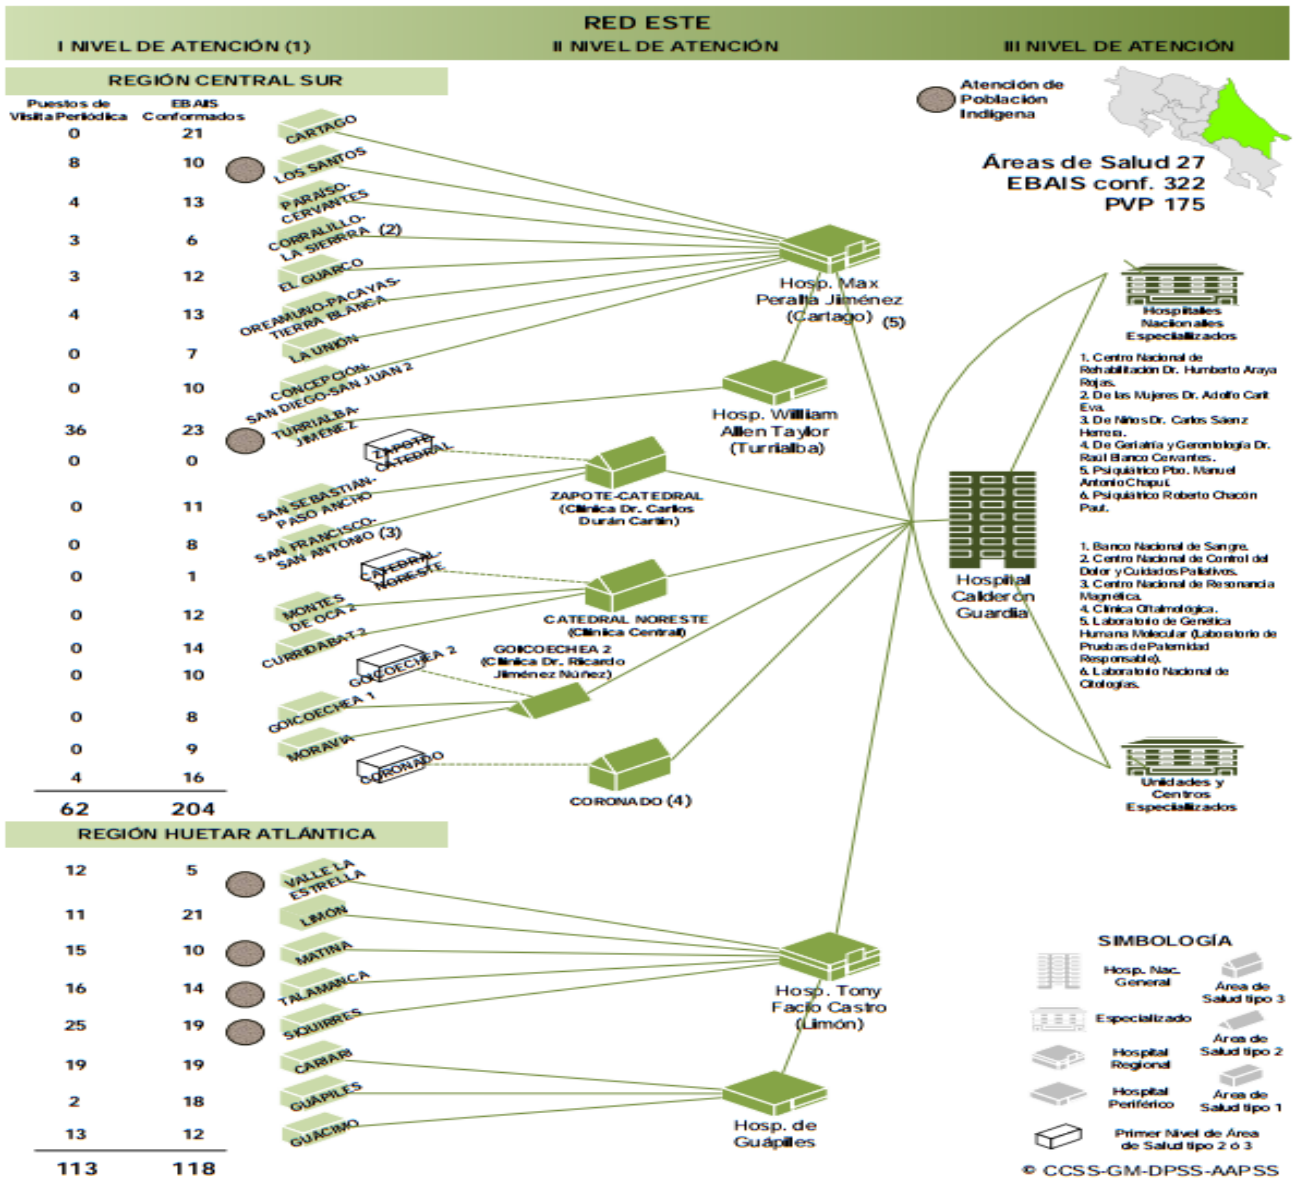 RED ESTE
I NIVEL DE ATENCIÓN (1)
II NIVEL DE ATENCIÓN
III NIVEL DE ATENCIÓN
REGIÓN CENTRAL SUR
Puestos de
Visita Periódica
EBAIS
Conformados
0 21 CARTAGO
8 10 LOS SANTOS
4 13 PARAÍSO-
CERVANTES
3 6 CORRALILLO-
LA SIERRRA (2)
3 12 EL GUARCO
4 13 OREAMUNO-PACAYAS-
TIERRA BLANCA
0 7 LA UNIÓN
0 10 CONCEPCIÓN-
SAN DIEGO-SAN JUAN 2
36 23 TURRIALBA-
JIMÉNEZ
0 0 ZAPOTE
CATEDRAL
0 11 SAN SEBASTIAN-
PASO ANCHO
0 8 SAN FRANCISCO-
SAN ANTONIO (3)
0 1 CATEDRAL-
NORESTE
0 12 MONTES
DE OCA 2
0 14 CURRIDABAT 2
0 10 GOICOECHEA 2
0 8 GOICOECHEA 1
0 9 MORAVIA
4 16 CORONADO
62 204
Hosp. Max
Peralta Jiménez
(Cartago) (5)
Hosp. William
Allen Taylor
(Turrialba)
ZAPOTE-CATEDRAL
(Clínica Dr. Carlos
Durán Cartín)
CATEDRAL NORESTE
(Clínica Central)
GOICOECHEA 2
(Clínica Dr. Ricardo
Jiménez Núñez)
CORONADO (4)
Atención de
Población
Indígena
Áreas de Salud 27
EBAIS conf. 322
PVP 175
Hospitales
Nacionales
Especializados
1. Centro Nacional de
Rehabilitación Dr. Humberto Araya
Rojas.
2. De las Mujeres Dr. Adolfo Carit
Eva.
3. De Niños Dr. Carlos Sáenz
Herrera.
4. De Geriatría y Gerontología Dr.
Raúl Blanco Cervantes.
5. Psiquiátrico Pbo. Manuel
Antonio Chapuí.
6. Psiquiátrico Roberto Chacón
Paut.
Hospital
Calderón
Guardia
1. Banco Nacional de Sangre.
2. Centro Nacional de Control del
Dolor y Cuidados Paliativos.
3. Centro Nacional de Resonancia
Magnética.
4. Clínica Oftalmológica.
5. Laboratorio de Genética
Humana Molecular (Laboratorio de
Pruebas de Paternidad
Responsable).
6. Laboratorio Nacional de
Citologías.
Unidades y
Centros
Especializados
REGIÓN HUETAR ATLÁNTICA
12 5 VALLE LA
ESTRELLA
11 21 LIMÓN
15 10 MATINA
16 14 TALAMANCA
25 19 SIQUIRRES
19 19 CARIARI
2 18 GUÁPILES
13 12 GUACIMO
113 118
Hosp. Tony
Facio Castro
(Limón)
Hosp. de
Guápiles
SIMBOLOGÍA
Hosp. Nac.
General
Área de
Salud tipo 3
Especializado
Área de
Salud tipo 2
Hospital
Regional
Hospital
Periférico
Área de
Salud tipo 1
Primer Nivel de Área
de Salud tipo 2 ó 3
© CCSS-GM-DPSS-AAPSS